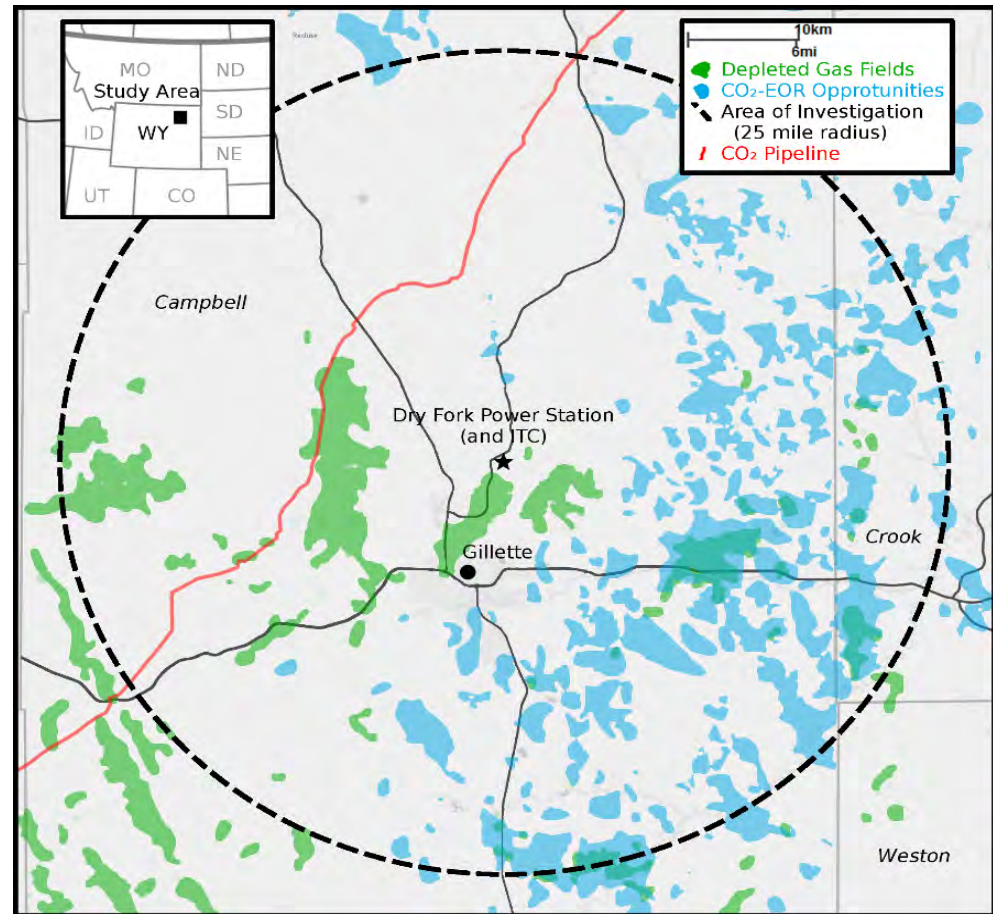 Recluse
MO
ND
Study Area
SD
WY
ID
NE
UT
CO
10km
6mi
Depleted Gas Fields
CO₂-EOR Opprotunities
Area of Investigation
(25 mile radius)
CO₂ Pipeline
Campbell
Dry Fork Power Station
(and ITC)
Gillette
Crook
Weston